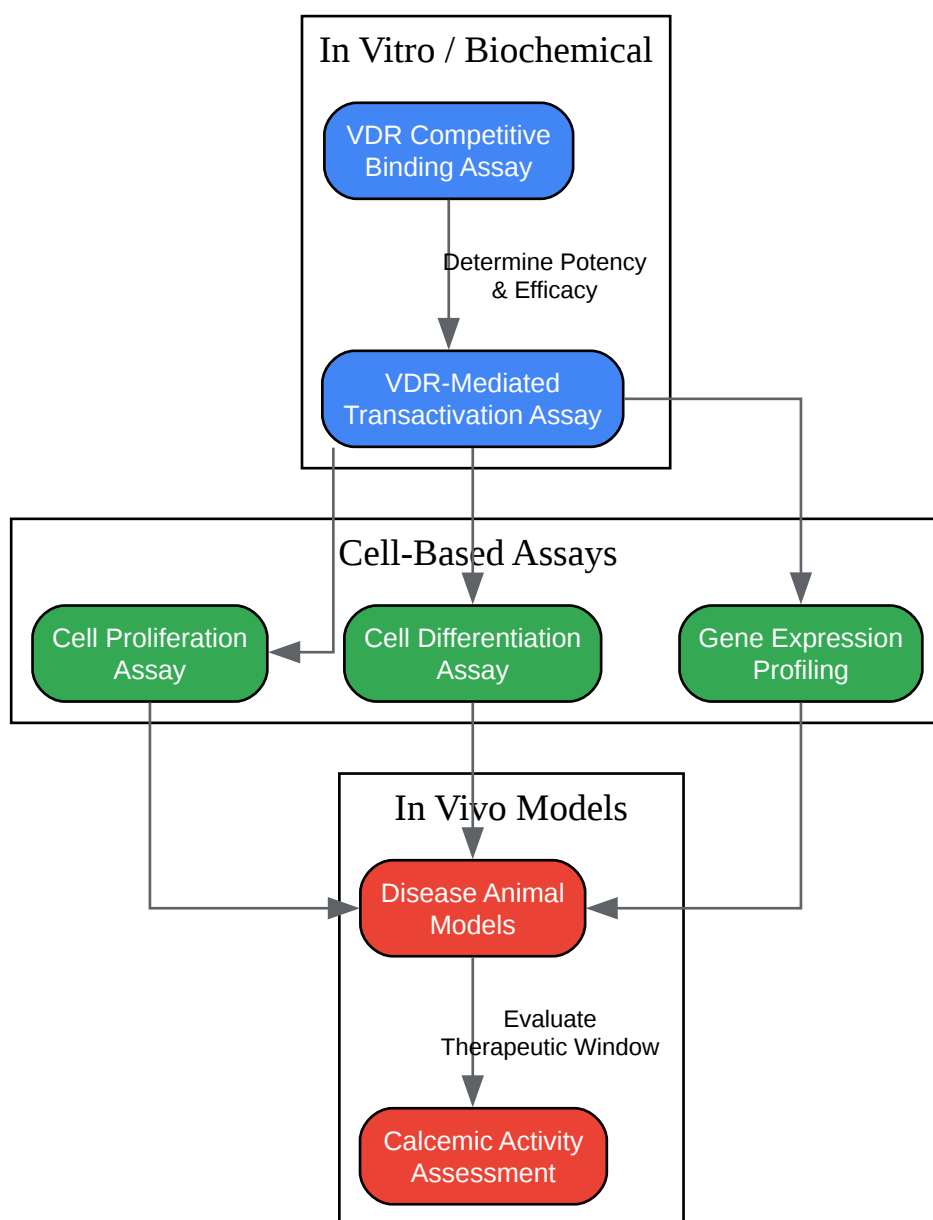 In Vitro / Biochemical
VDR Competitive
Binding Assay
Determine Potency
& Efficacy
VDR-Mediated
Transactivation Assay
Cell-Based Assays
Cell Proliferation
Assay
Cell Differentiation
Assay
Gene Expression
Profiling
In Vivo Models
Disease Animal
Models
Evaluate
Therapeutic Window
Calcemic Activity
Assessment